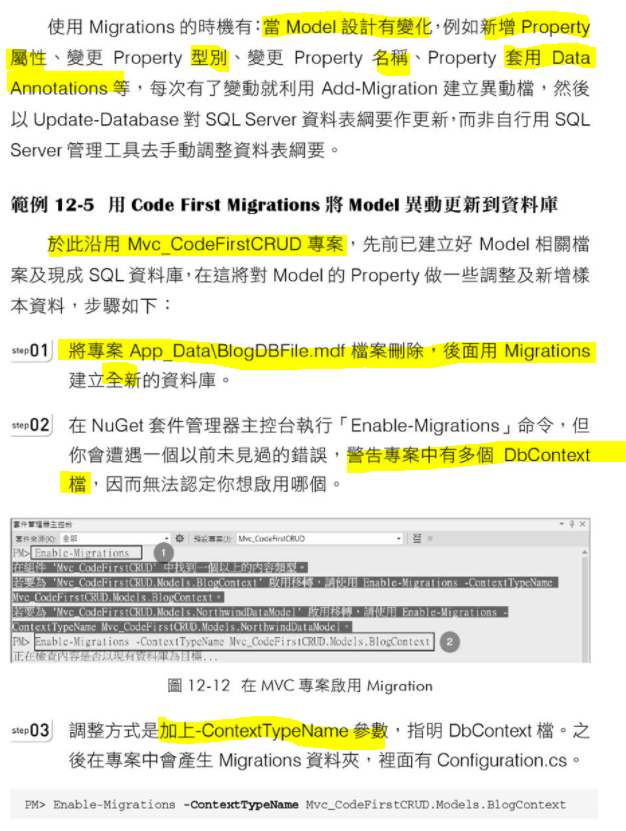 使用 Migrations 的時機有:當 Model 設計有變化,例如新增 Property
屬性、變更 Property 型別、變更 Property 名稱、Property 套用 Data
Annotations 等，每次有了變動就利用 Add-Migration 建立異動檔，然後
以 Update-Database 對 SQL Server 資料表綱要作更新,而非自行用 SQL
Server 管理工具去手動調整資料表綱要。
範例 12-5 用 Code First Migrations 將 Model 異動更新到資料庫
於此沿用 Mvc_CodeFirstCRUD 專案，先前已建立好 Model 相關檔
案及現成 SQL 資料庫,在這將對 Model 的 Property 做一些調整及新增樣
本資料，步驟如下：
step01 將專案 App_Data\BlogDBFile.mdf 檔案刪除，後面用 Migrations
建立全新的資料庫。
step02 在 NuGet 套件管理器主控台執行「Enable-Migrations」命令，但
你會遭遇一個以前未見過的錯誤，警告專案中有多個 DbContext
檔，因而無法認定你想啟用哪個。
套件管理器主控台
套件來源(K): 全部 預設專案(J): Mvc_CodeFirstCRUD
PM> Enable-Migrations 1
在組件 'Mvc_CodeFirstCRUD' 中找到一個以上的內容類型。
若要為 'Mvc_CodeFirstCRUD.Models.BlogContext' 啟用移轉，請使用 Enable-Migrations -ContextTypeName
Mvc_CodeFirstCRUD.Models.BlogContext。
若要為 'Mvc_CodeFirstCRUD.Models.NorthwindDataModel' 啟用移轉，請使用 Enable-Migrations -
ContextTypeName Mvc_CodeFirstCRUD.Models.NorthwindDataModel。
PM> Enable-Migrations -ContextTypeName Mvc_CodeFirstCRUD.Models.BlogContext 2
正在檢查內容是否以現有資料庫為目標...
圖 12-12 在 MVC 專案啟用 Migration
step03 調整方式是加上-ContextTypeName 參數，指明 DbContext 檔。之
後在專案中會產生 Migrations 資料夾，裡面有 Configuration.cs。
PM> Enable-Migrations -ContextTypeName Mvc_CodeFirstCRUD.Models.BlogContext